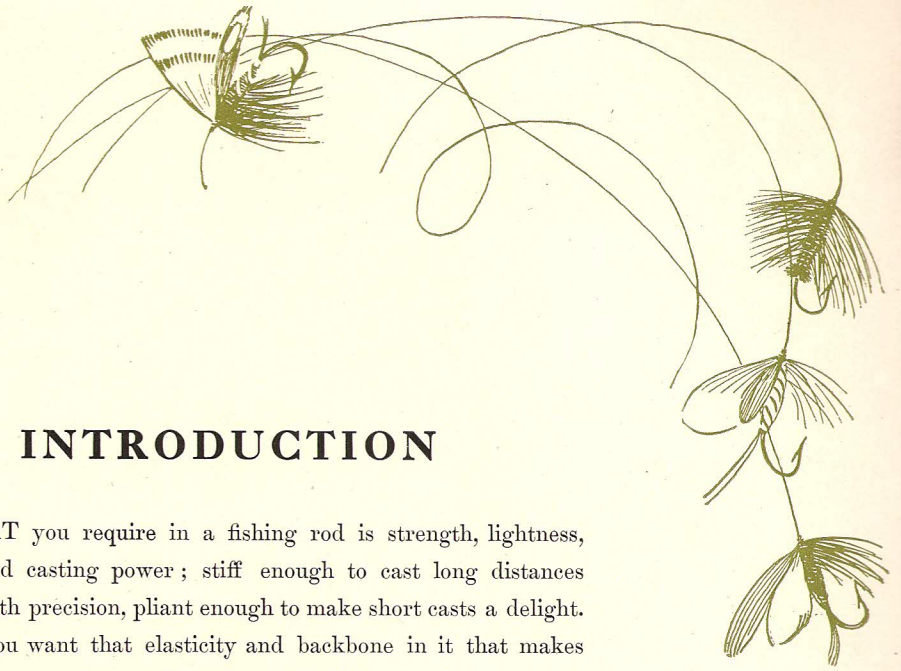 INTRODUCTION
T you require in a fishing rod is strength, lightness,
d casting power ; stiff enough to cast long distances
th precision, pliant enough to make short casts a delight.
ou want that elasticity and backbone in it that makes